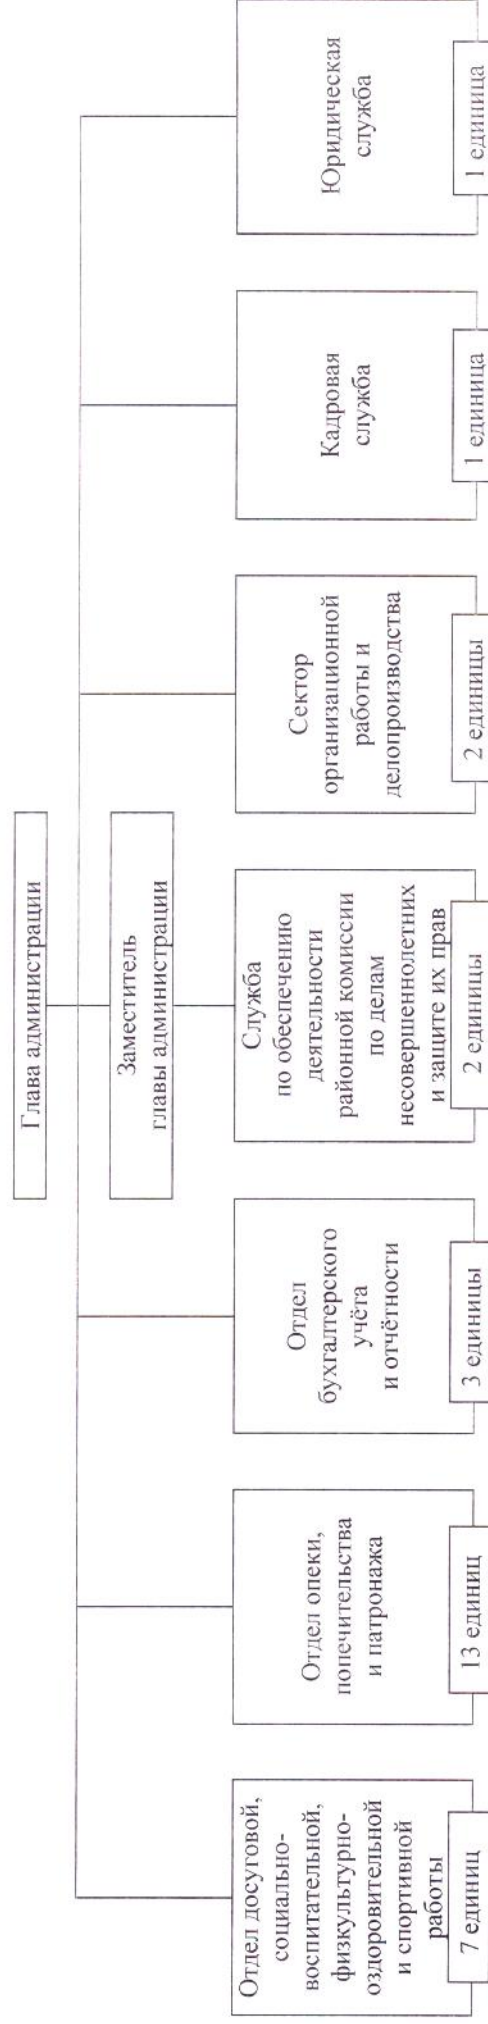 Глава администрации
Заместитель
главы администрации
Отдел досуговой,
социально-
воспитательной,
физкультурно-
оздоровительной
и спортивной
работы
7 единиц
Отдел опеки,
попечительства
и патронажа
13 единиц
Отдел
бухгалтерского
учёта
и отчётности
3 единицы
Служба
по обеспечению
деятельности
районной комиссии
по делам
несовершеннолетних
и защите их прав
2 единицы
Сектор
организационной
работы и
делопроизводства
2 единицы
Кадровая
служба
1 единица
Юридическая
служба
1 единица